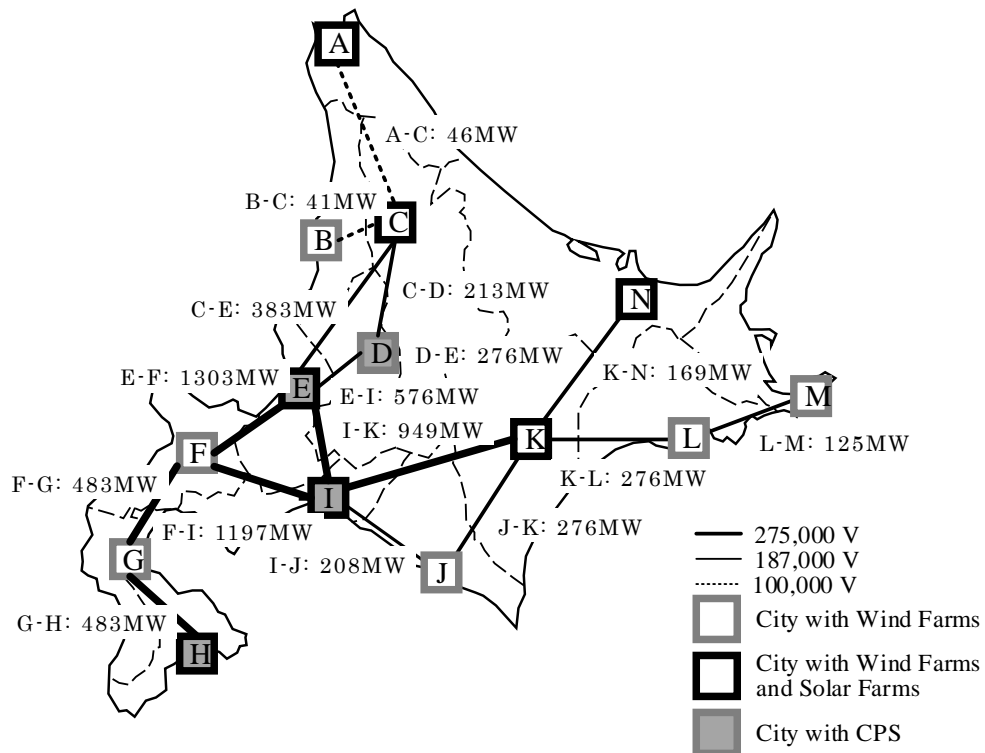 A
A-C: 46MW
B-C: 41MW
C
B
C-D: 213MW
N
C-E: 383MW
D
D-E: 276MW
K-N: 169MW
E-F: 1303MW
E
E-I: 576MW
M
I-K: 949MW
K
L
L-M: 125MW
F
K-L: 276MW
F-G: 483MW
I
F-I: 1197MW
J-K: 276MW
275,000 V
187,000 V
100,000 V
G
I-J: 208MW
J
G-H: 483MW
H
City with Wind Farms
City with Wind Farms
and Solar Farms
City with CPS